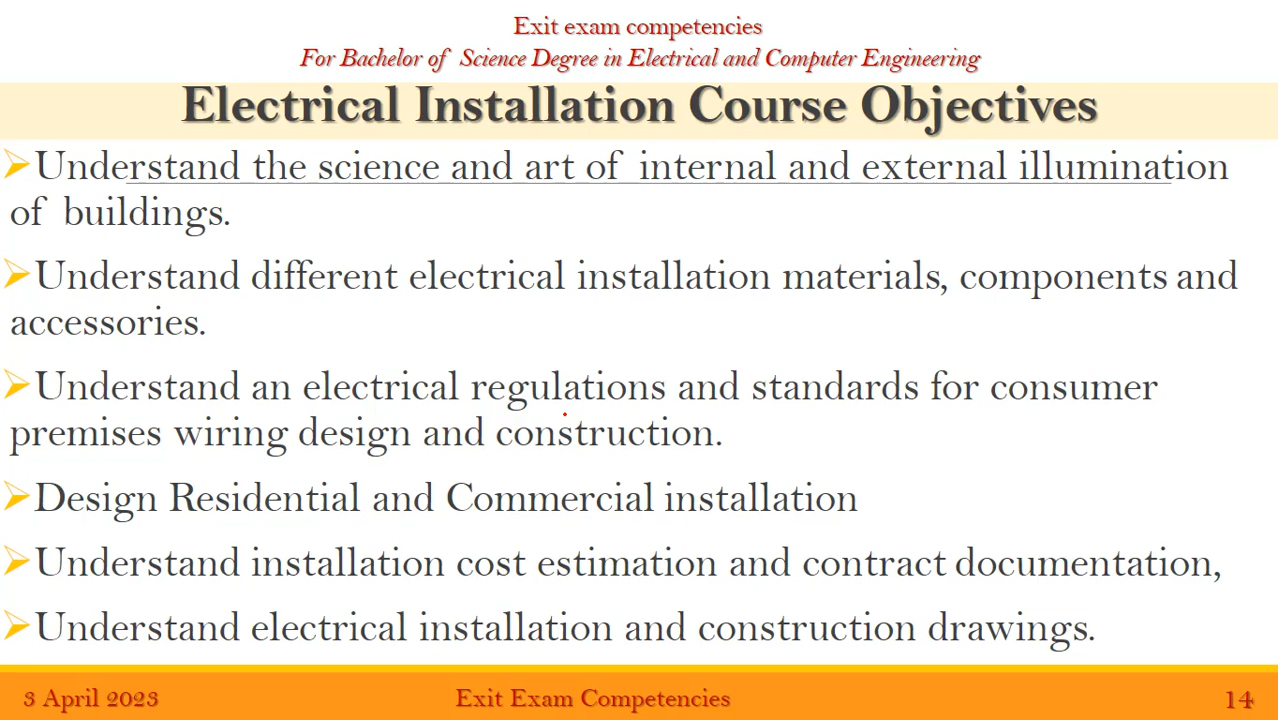 Exit exam competencies
For Bachelor of Science Degree in Electrical and Computer Engineering
Electrical Installation Course Objectives
Understand the science and art of internal and external illumination
of buildings.
Understand different electrical installation materials, components and
accessories.
Understand an electrical regulations and standards for consumer
premises wiring design and construction.
Design Residential and Commercial installation
Understand installation cost estimation and contract documentation,
Understand electrical installation and construction drawings.
3 April 2023 Exit Exam Competencies 14